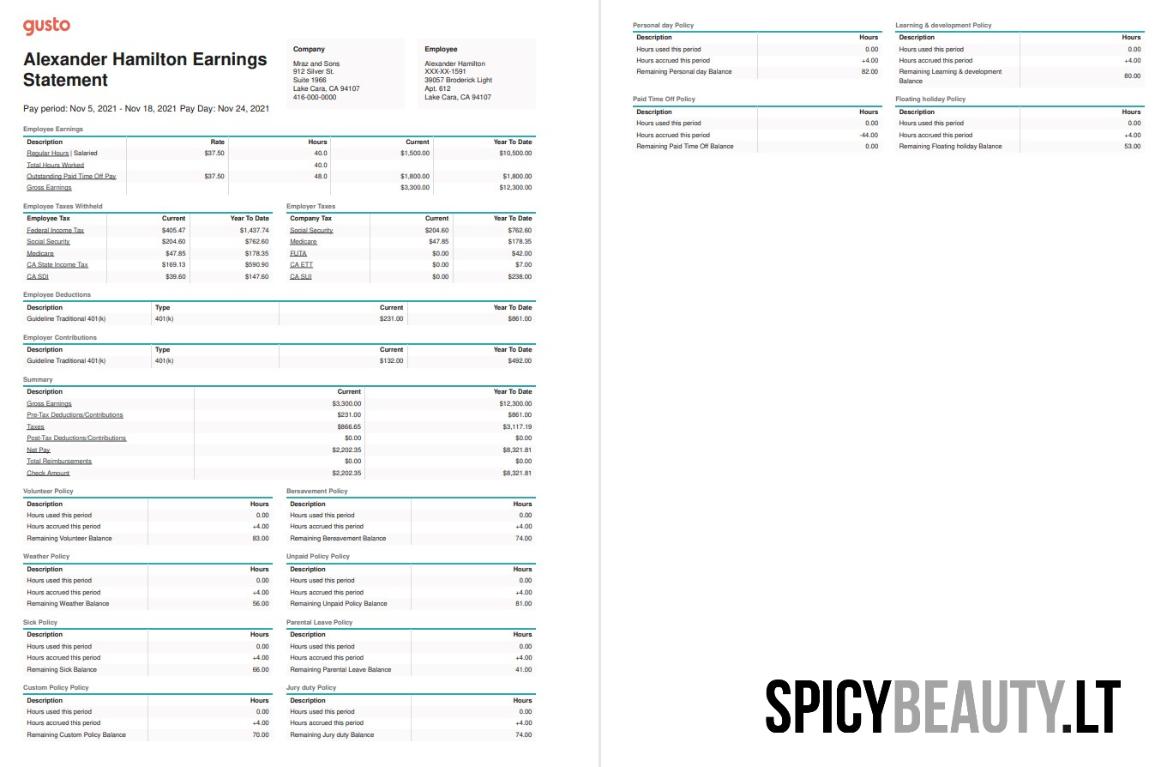 gusto
Alexander Hamilton Earnings
Statement
Pay period: Nov 5, 2021 - Nov 18, 2021 Pay Day: Nov 24, 2021
Company
Mraz and Sons
912 Silver St.
Suite 1966
Lake Cara, CA 94107
416-000-0000
Employee
Alexander Hamilton
XXX-XX-1591
39057 Broderick Light
Apt. 612
Lake Cara, CA 94107
Employee Earnings
Description Rate Hours Current Year To Date
Regular Hours | Salaried $37.50 40.0 $1,500.00 $10,500.00
Total Hours Worked 40.0
Outstanding Paid Time Off Pay $37.50 48.0 $1,800.00 $1,800.00
Gross Earnings $3,300.00 $12,300.00
Employee Taxes Withheld
Employee Tax Current Year To Date
Federal Income Tax $405.47 $1,437.74
Social Security $204.60 $762.60
Medicare $47.85 $178.35
CA State Income Tax $169.13 $590.90
CA SDI $39.60 $147.60
Employer Taxes
Company Tax Current Year To Date
Social Security $204.60 $762.60
Medicare $47.85 $178.35
FUTA $0.00 $42.00
CA ETT $0.00 $7.00
CA SUI $0.00 $238.00
Employee Deductions
Description Type Current Year To Date
Guideline Traditional 401(k) 401(k) $231.00 $861.00
Employer Contributions
Description Type Current Year To Date
Guideline Traditional 401(k) 401(k) $132.00 $492.00
Summary
Description Current Year To Date
Gross Earnings $3,300.00 $12,300.00
Pre-Tax Deductions/Contributions $231.00 $861.00
Taxes $866.65 $3,117.19
Post-Tax Deductions/Contributions $0.00 $0.00
Net Pay $2,202.35 $8,321.81
Total Reimbursements $0.00 $0.00
Check Amount $2,202.35 $8,321.81
Volunteer Policy
Description Hours
Hours used this period 0.00
Hours accrued this period +4.00
Remaining Volunteer Balance 83.00
Bereavement Policy
Description Hours
Hours used this period 0.00
Hours accrued this period +4.00
Remaining Bereavement Balance 74.00
Weather Policy
Description Hours
Hours used this period 0.00
Hours accrued this period +4.00
Remaining Weather Balance 56.00
Unpaid Policy Policy
Description Hours
Hours used this period 0.00
Hours accrued this period +4.00
Remaining Unpaid Policy Balance 81.00
Sick Policy
Description Hours
Hours used this period 0.00
Hours accrued this period +4.00
Remaining Sick Balance 66.00
Parental Leave Policy
Description Hours
Hours used this period 0.00
Hours accrued this period +4.00
Remaining Parental Leave Balance 41.00
Custom Policy Policy
Description Hours
Hours used this period 0.00
Hours accrued this period +4.00
Remaining Custom Policy Balance 70.00
Jury duty Policy
Description Hours
Hours used this period 0.00
Hours accrued this period +4.00
Remaining Jury duty Balance 74.00
Personal day Policy
Description Hours
Hours used this period 0.00
Hours accrued this period +4.00
Remaining Personal day Balance 82.00
Learning & development Policy
Description Hours
Hours used this period 0.00
Hours accrued this period +4.00
Remaining Learning & development
Balance 80.00
Paid Time Off Policy
Description Hours
Hours used this period 0.00
Hours accrued this period -44.00
Remaining Paid Time Off Balance 0.00
Floating holiday Policy
Description Hours
Hours used this period 0.00
Hours accrued this period +4.00
Remaining Floating holiday Balance 53.00
SPICYBEAUTY.LT